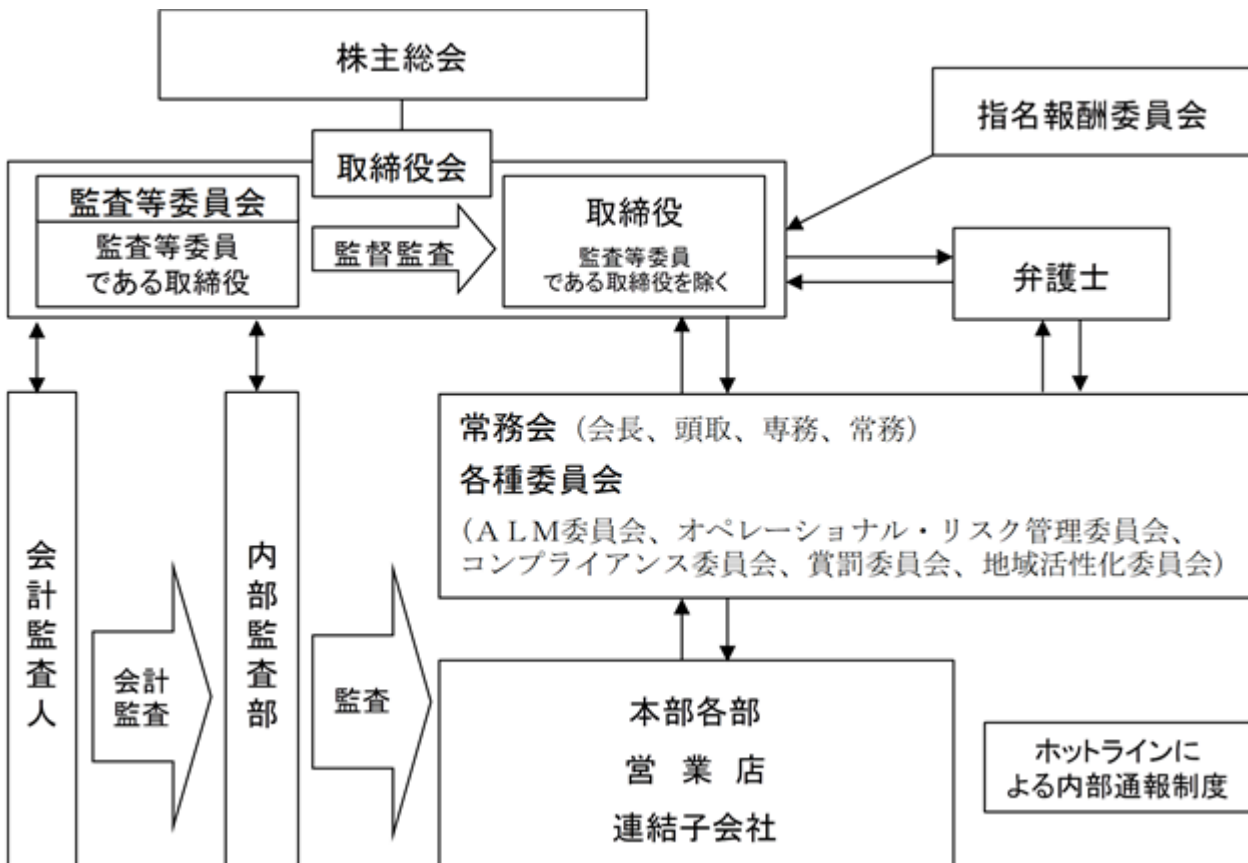 株主総会
指名報酬委員会
取締役会
監査等委員会
監査等委員
である取締役
監督監査
取締役
監査等委員
である取締役を除く
弁護士
常務会（会長、頭取、専務、常務）
各種委員会
（ＡＬＭ委員会、オペレーショナル・リスク管理委員会、
コンプライアンス委員会、賞罰委員会、地域活性化委員会）
会計監査人
会計
監査
内部監査部
監査
本部各部
営業店
連結子会社
ホットラインに
よる内部通報制度